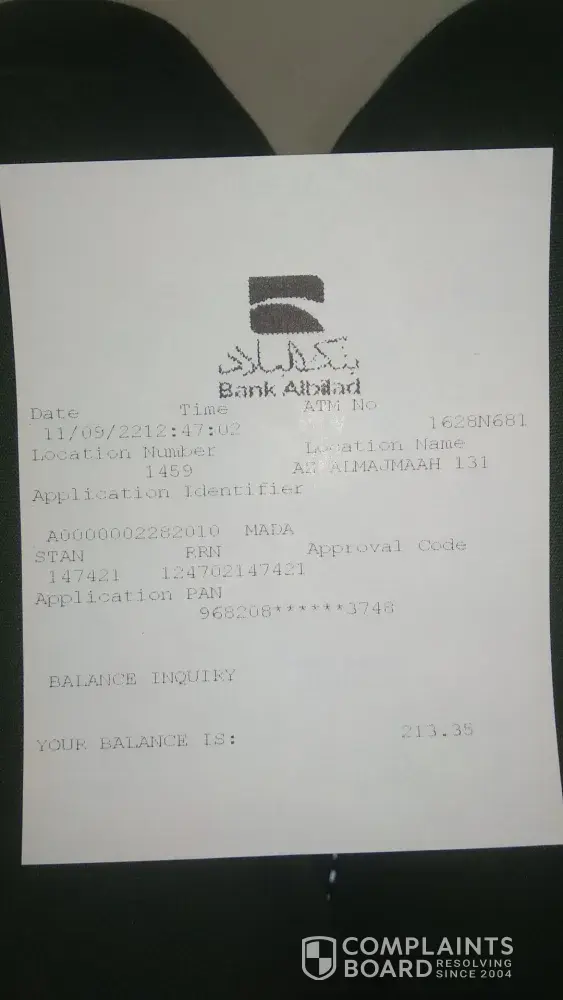 بنك البلاد
Bank Albilad
Date Time ATM No
11/09/2212:47:02 1628N681
Location Number Location Name
1459 AZ ALMAJMAAH 131
Application Identifier
A0000002282010 MADA
STAN RRN Approval Code
147421 124702147421
Application PAN
968208******3748
BALANCE INQUIRY
YOUR BALANCE IS: 213.35
COMPLAINTS
BOARD RESOLVING
SINCE 2004